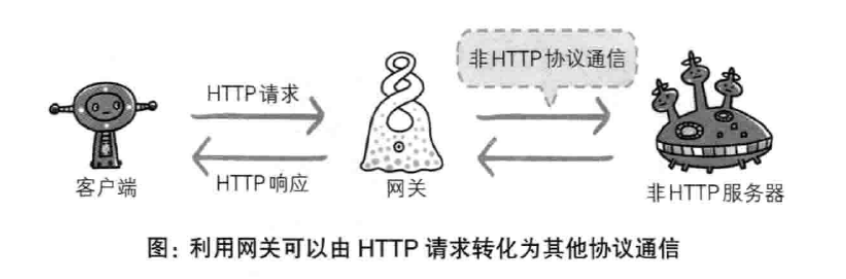 非HTTP协议通信
HTTP请求
HTTP响应
客户端
网关
非HTTP服务器
图：利用网关可以由 HTTP 请求转化为其他协议通信